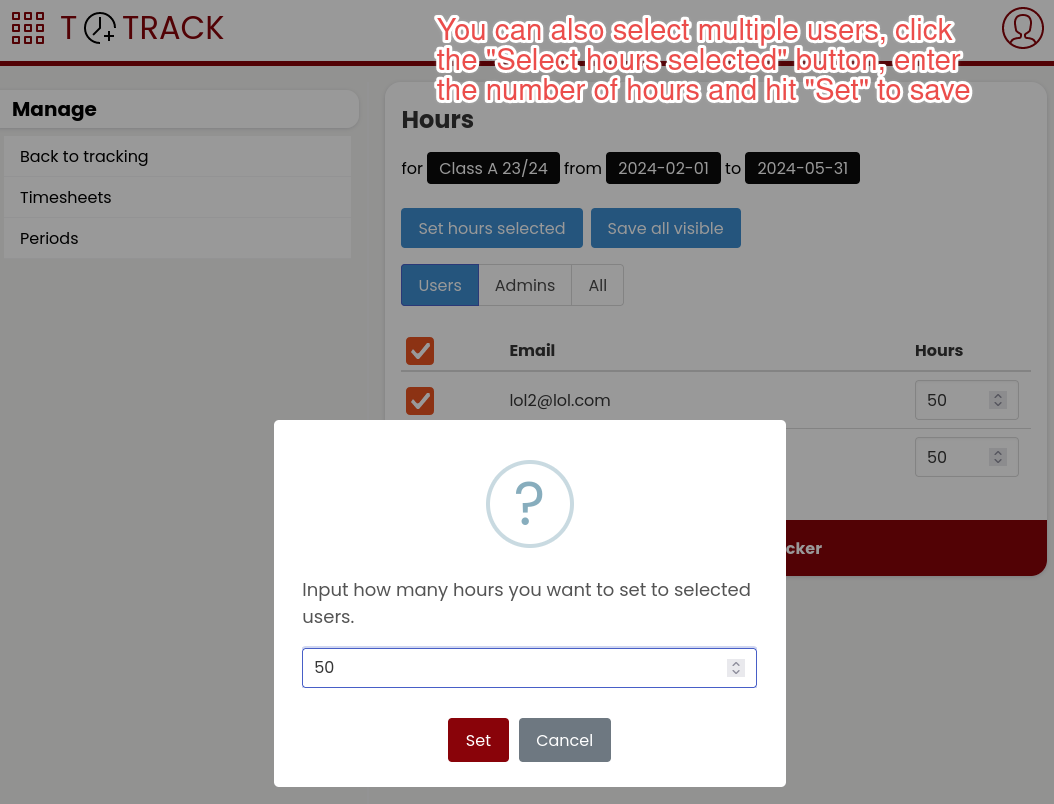 T TRACK
You can also select multiple users, click
the "Select hours selected" button, enter
the number of hours and hit "Set" to save
Manage
Back to tracking
Timesheets
Periods
Hours
for Class A 23/24 from 2024-02-01 to 2024-05-31
Set hours selected Save all visible
Users Admins All
Email Hours
lol2@lol.com 50
50
cker
?
Input how many hours you want to set to selected
users.
50
Set Cancel